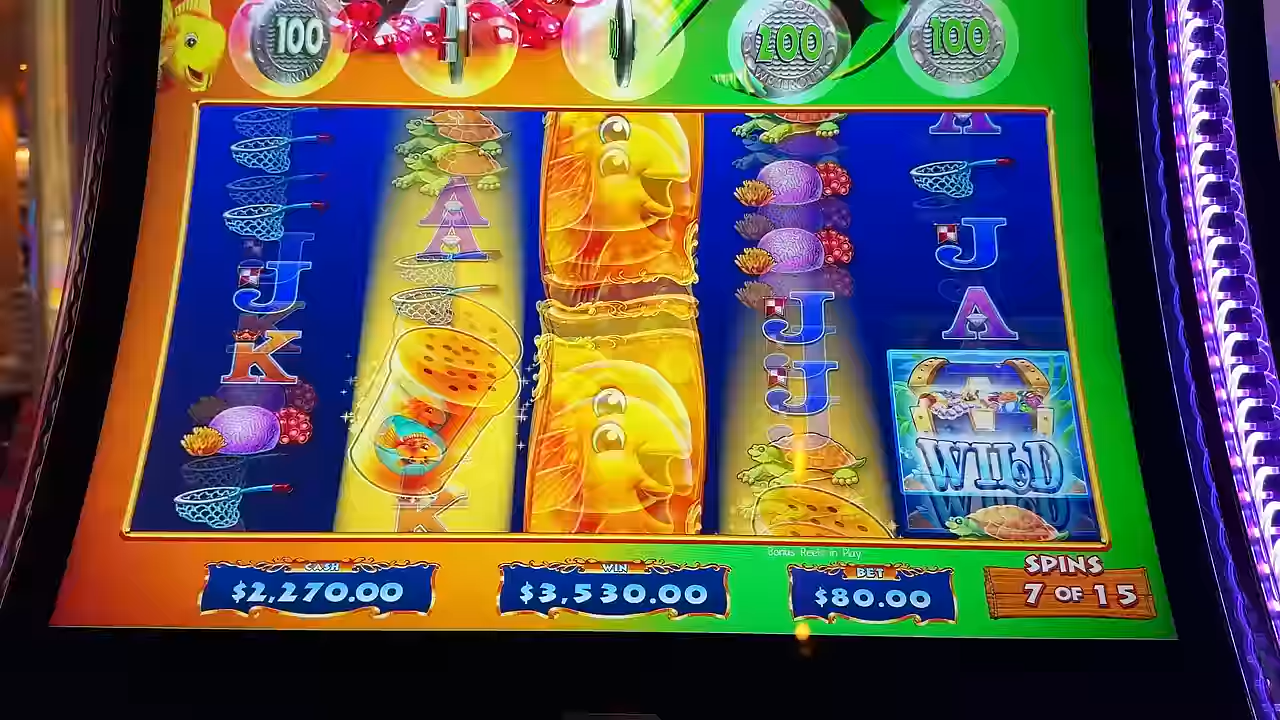 100
200
100
A
A
A
J
J
J
A
K
J
J
WILD
K
Bonus Reels in Play
CASH
WIN
BET
SPINS
$2,270.00
$3,530.00
$80.00
7 OF 15